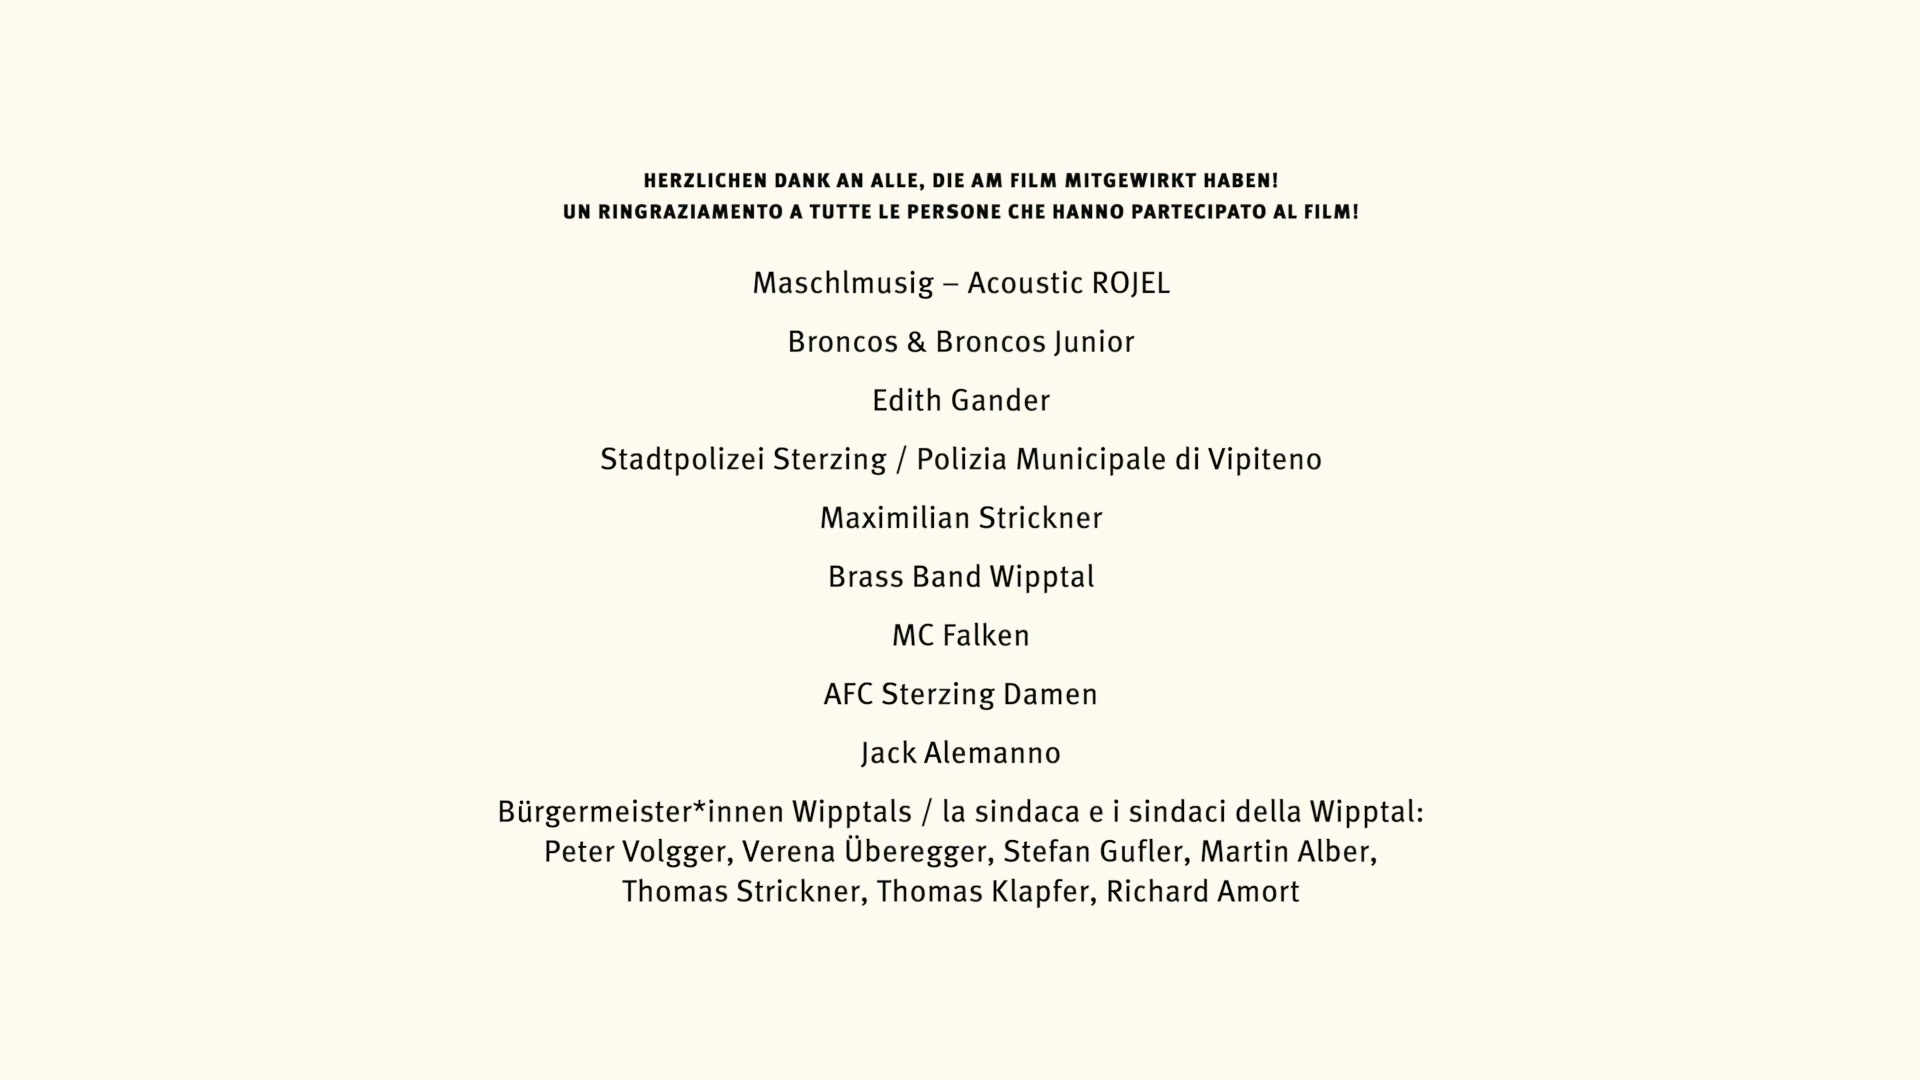 HERZLICHEN DANK AN ALLE, DIE AM FILM MITGEWIRKT HABEN!
UN RINGRAZIAMENTO A TUTTE LE PERSONE CHE HANNO PARTECIPATO AL FILM!
Maschlmusig – Acoustic ROJEL
Broncos & Broncos Junior
Edith Gander
Stadtpolizei Sterzing / Polizia Municipale di Vipiteno
Maximilian Strickner
Brass Band Wipptal
MC Falken
AFC Sterzing Damen
Jack Alemanno
Bürgermeister*innen Wipptals / la sindaca e i sindaci della Wipptal:
Peter Volgger, Verena Überegger, Stefan Gufler, Martin Alber,
Thomas Strickner, Thomas Klapfer, Richard Amort